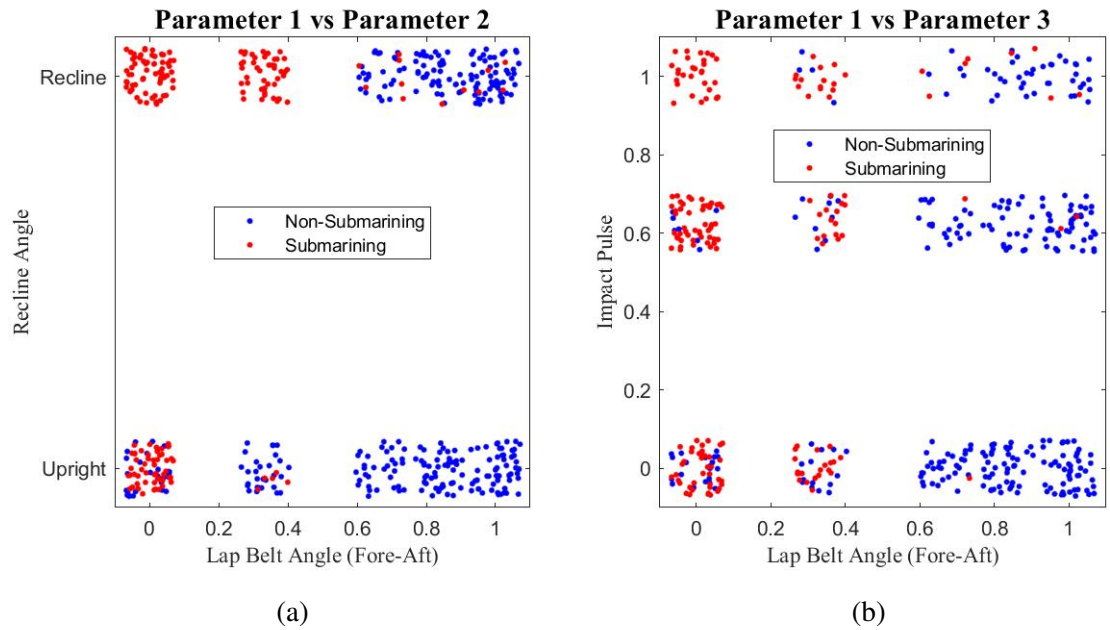 Parameter 1 vs Parameter 2
Recline
Recline Angle
Non-Submarining
Submarining
Upright
0 0.2 0.4 0.6 0.8 1
Lap Belt Angle (Fore-Aft)
(a)
Parameter 1 vs Parameter 3
1
0.8
Non-Submarining
Submarining
0.6
Impact Pulse
0.4
0.2
0
0 0.2 0.4 0.6 0.8 1
Lap Belt Angle (Fore-Aft)
(b)